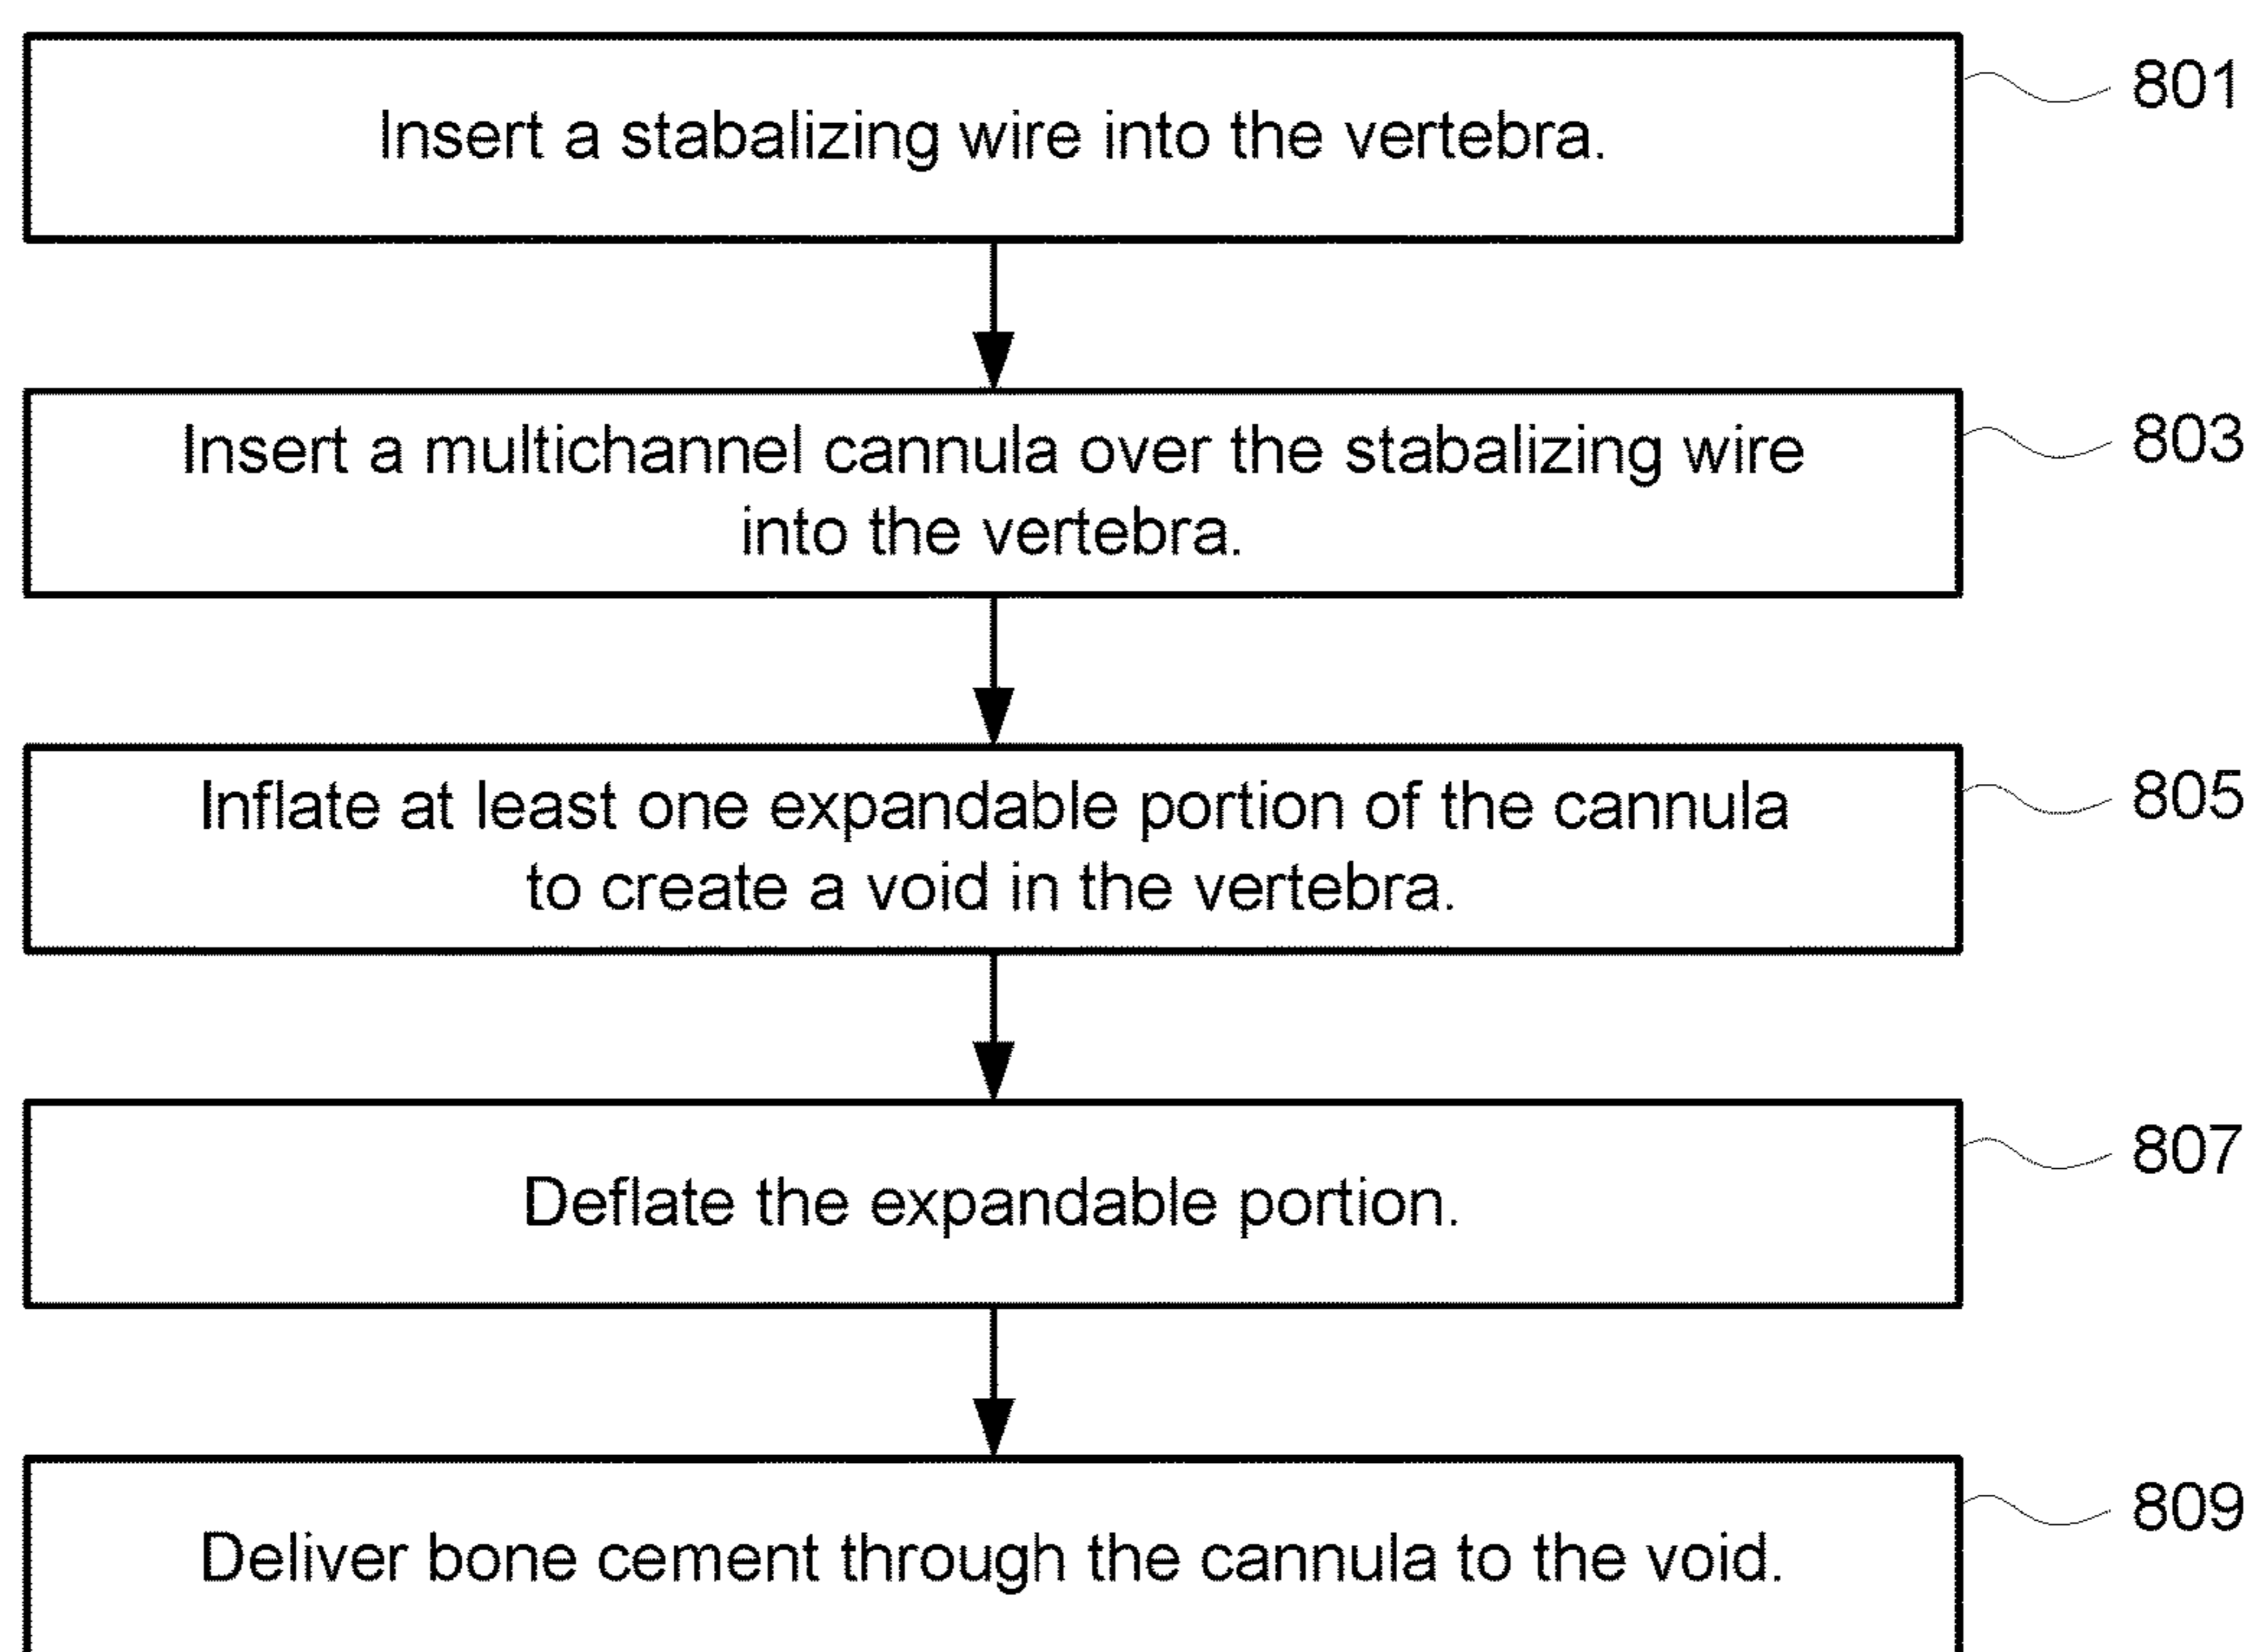 Insert a stabalizing wire into the vertebra.
801
Insert a multichannel cannula over the stabalizing wire
into the vertebra.
803
Inflate at least one expandable portion of the cannula
to create a void in the vertebra.
805
Deflate the expandable portion.
807
Deliver bone cement through the cannula to the void.
809